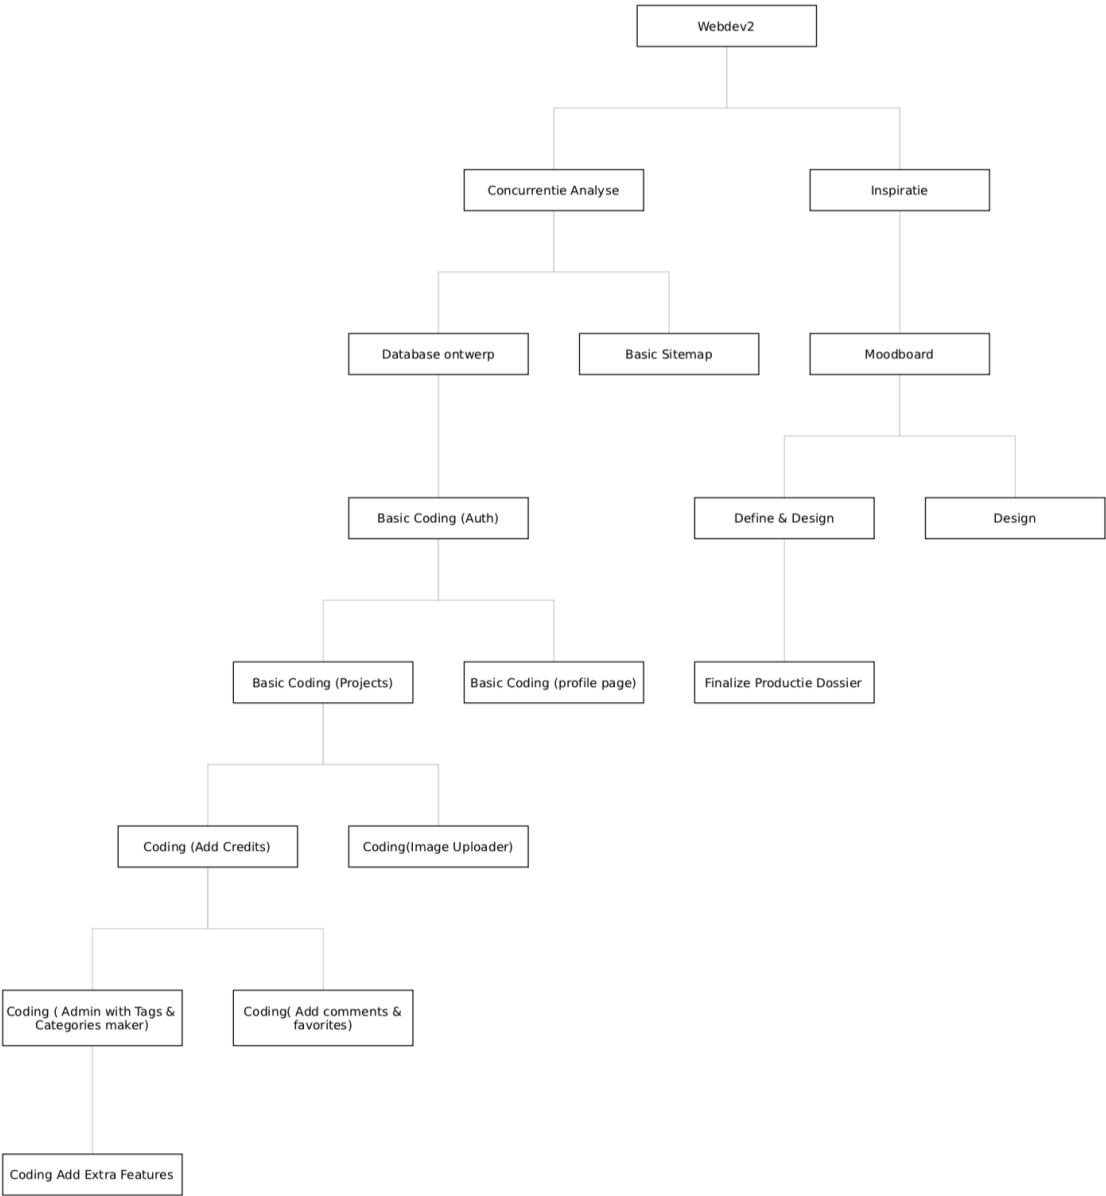 Webdev2
Concurrentie Analyse
Inspiratie
Database ontwerp
Basic Sitemap
Moodboard
Basic Coding (Auth)
Define & Design
Design
Basic Coding (Projects)
Basic Coding (profile page)
Finalize Productie Dossier
Coding (Add Credits)
Coding(Image Uploader)
Coding ( Admin with Tags &
Categories maker)
Coding( Add comments &
favorites)
Coding Add Extra Features